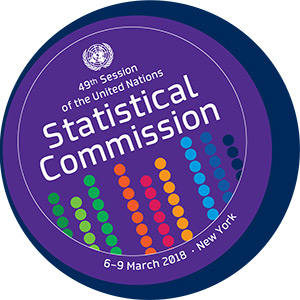 49th Session
of the United Nations
Statistical
Commission
6–9 March 2018 · New York